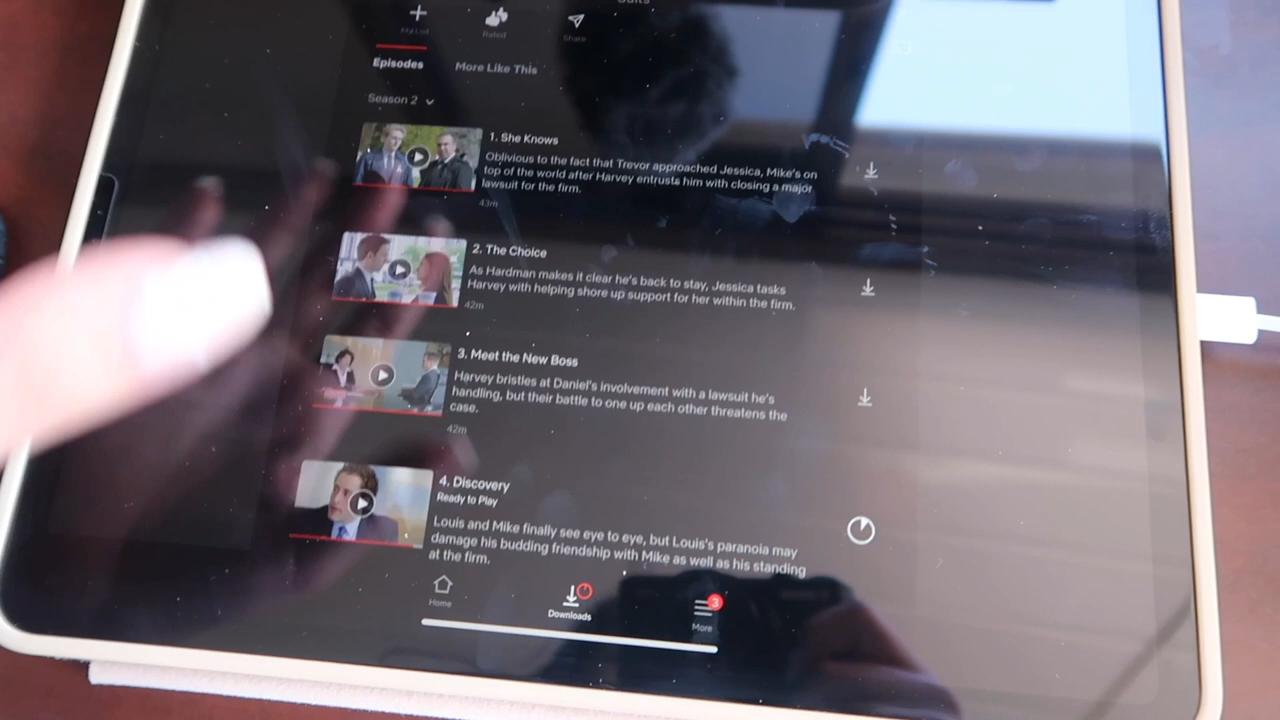 Suits
My List
Rated
Share
Episodes
More Like This
Season 2
1. She Knows
Oblivious to the fact that Trevor approached Jessica, Mike's on
top of the world after Harvey entrusts him with closing a major
lawsuit for the firm.
43m
2. The Choice
As Hardman makes it clear he's back to stay, Jessica tasks
Harvey with helping shore up support for her within the firm.
42m
3. Meet the New Boss
Harvey bristles at Daniel's involvement with a lawsuit he's
handling, but their battle to one up each other threatens the
case.
42m
4. Discovery
Ready to Play
Louis and Mike finally see eye to eye, but Louis's paranoia may
damage his budding friendship with Mike as well as his standing
at the firm.
Home
Downloads
3
More